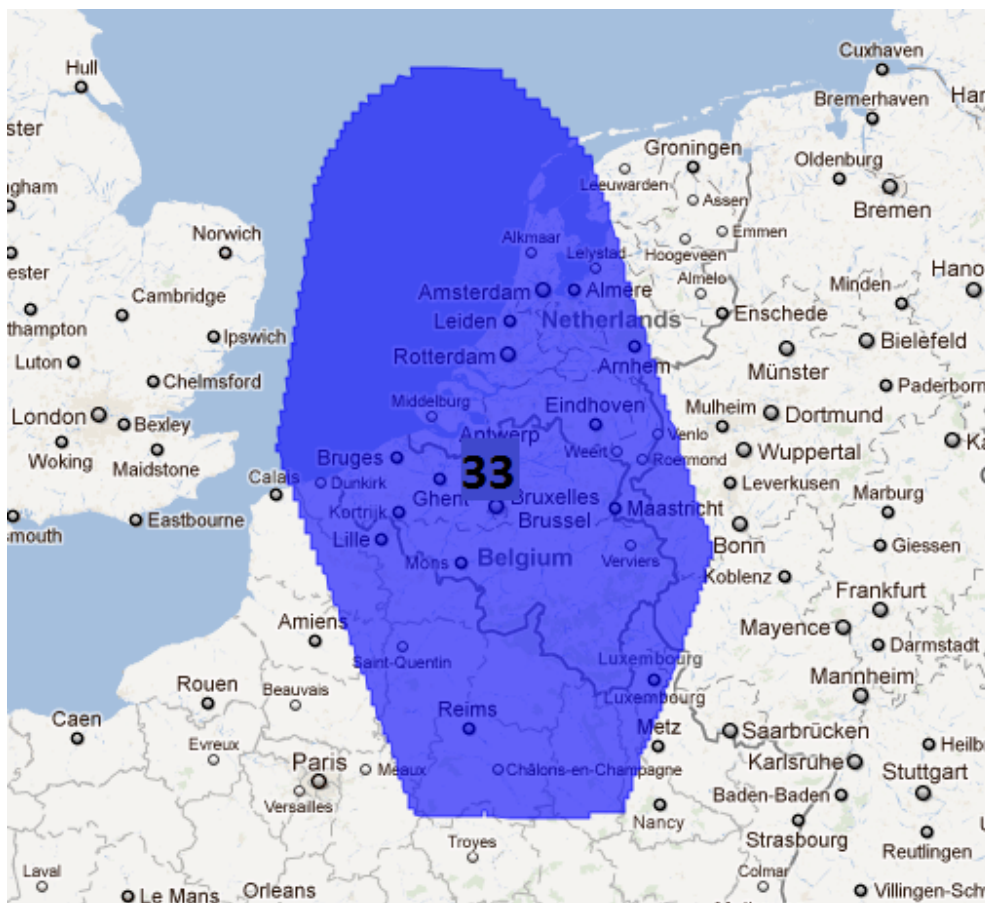 Cuxhaven
Hull
Bremerhaven
Har
ster
Groningen
Oldenburg
Leeuwarden
ngham
Assen
Bremen
Norwich
Alkmaar
Emmen
Hoogeveen
ester
Lelystad
Almelo
Hano
Cambridge
Amsterdam
Almere
Minden
thampton
Leiden
Netherlands
Enschede
Ipswich
Bielefeld
Luton
Rotterdam
Arnhem
Münster
Chelmsford
Paderborn
Middelburg
Eindhoven
Mulheim
Dortmund
London
Bexley
Antwerp
Venlo
Ka
Woking
Maidstone
Bruges
33
Weert
Roermond
Wuppertal
Calais
Dunkirk
Ghent
Leverkusen
Marburg
Bruxelles
Brussel
Maastricht
smouth
Eastbourne
Kortrijk
Lille
Bonn
Giessen
Mons
Belgium
Verviers
Koblenz
Frankfurt
Amiens
Mayence
Darmstadt
Saint-Quentin
Luxembourg
Mannheim
Rouen
Beauvais
Luxembourg
Caen
Reims
Metz
Saarbrücken
Heilb
Evreux
Paris
Meaux
Châlons-en-Champagne
Karlsruhe
Stuttgart
Versailles
Baden-Baden
Nancy
Strasbourg
Troyes
Reutlingen
Laval
Colmar
Le Mans
Orleans
Villingen-Schw